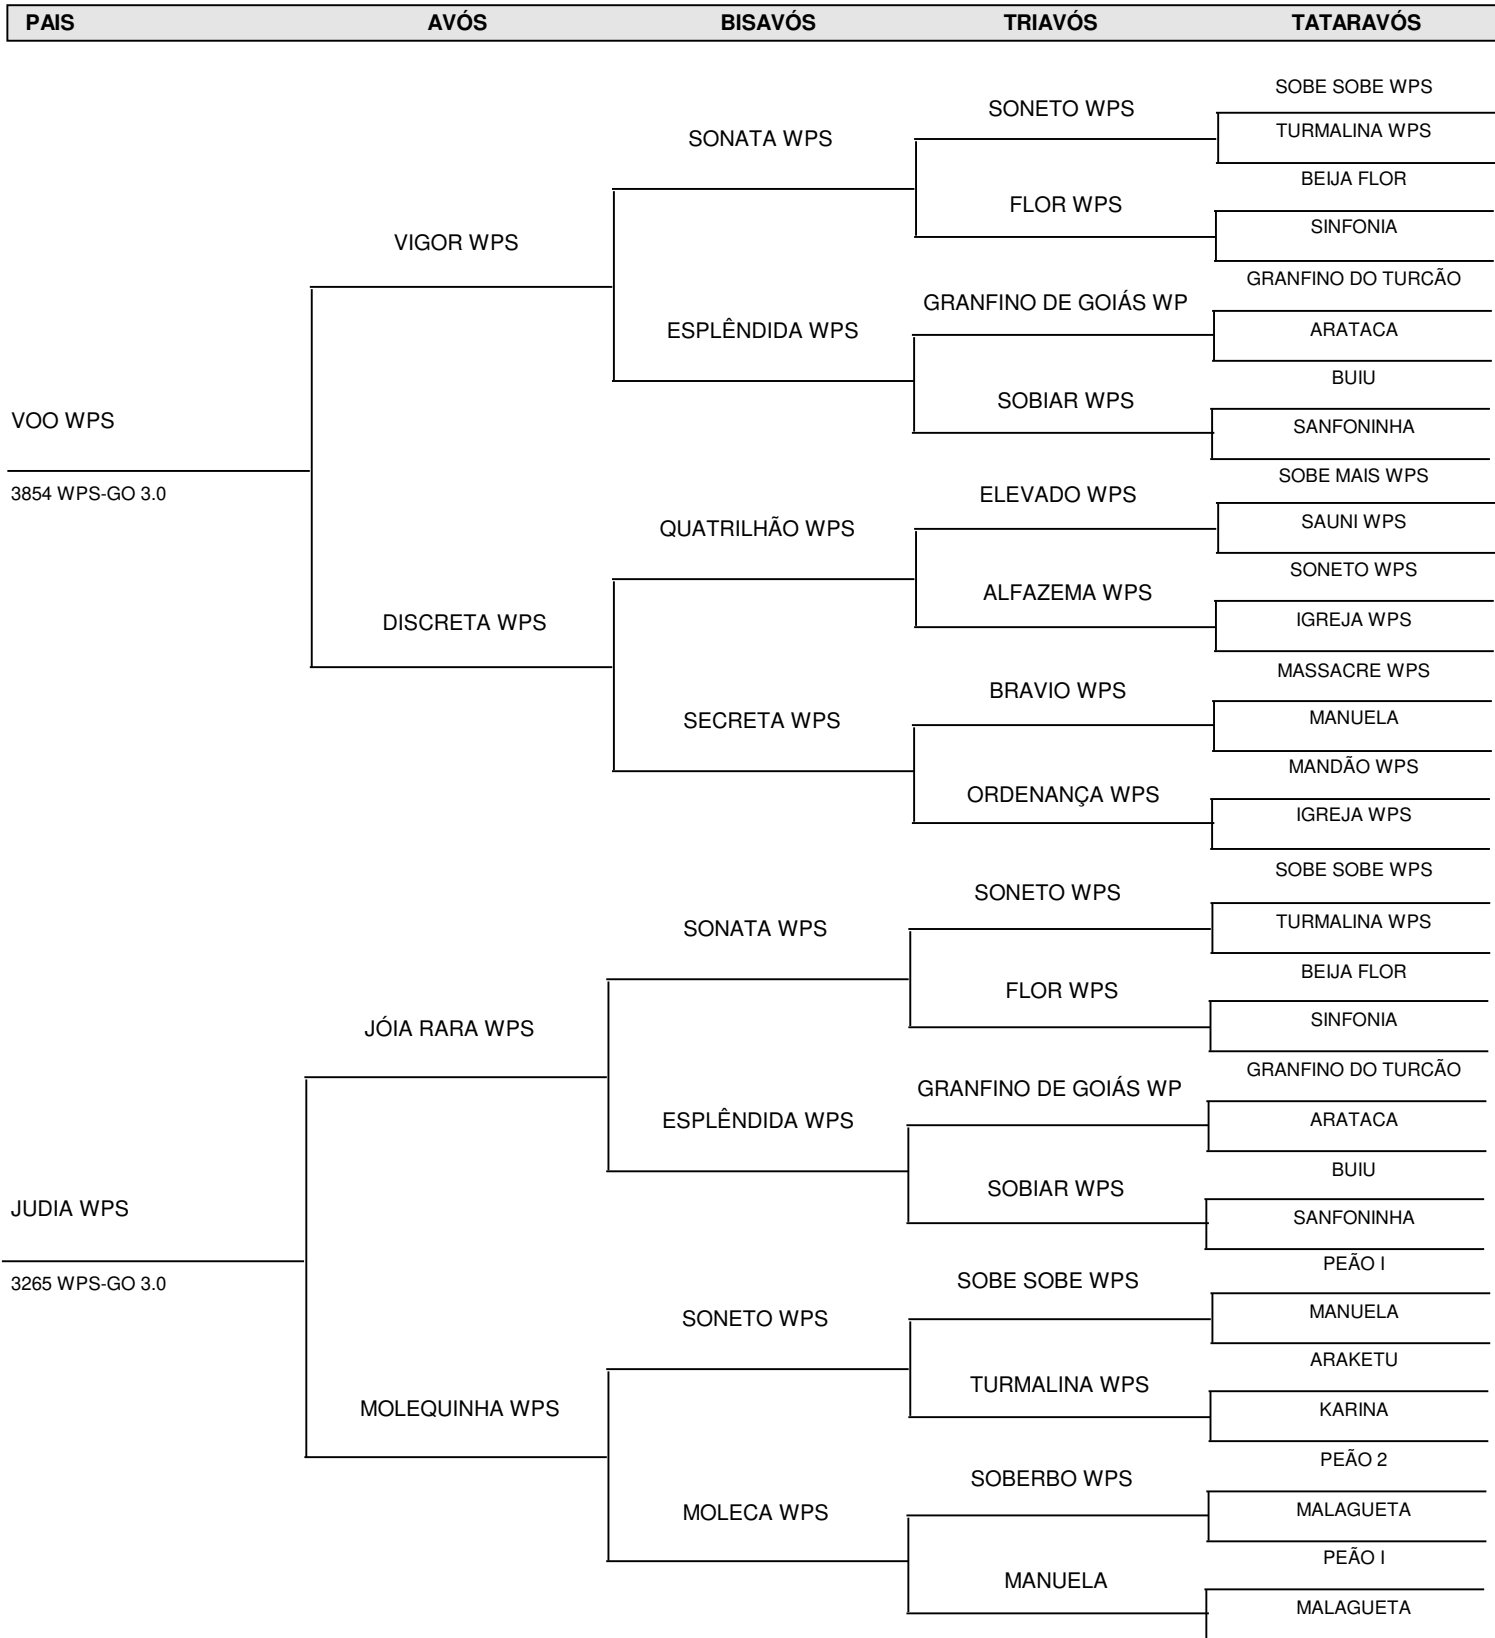 PAIS AVÓS BISAVÓS TRIAVÓS TATARAVÓS
SOBE SOBE WPS
SONETO WPS
TURMALINA WPS
SONATA WPS
BEIJA FLOR
FLOR WPS
SINFONIA
VIGOR WPS
GRANFINO DO TURCÃO
GRANFINO DE GOIÁS WP
ESPLÊNDIDA WPS
ARATACA
BUIU
SOBIAR WPS
VOO WPS
SANFONINHA
SOBE MAIS WPS
3854 WPS-GO 3.0
ELEVADO WPS
SAUNI WPS
QUATRILHÃO WPS
SONETO WPS
ALFAZEMA WPS
DISCRETA WPS
IGREJA WPS
MASSACRE WPS
BRAVIO WPS
SECRETA WPS
MANUELA
MANDÃO WPS
ORDENANÇA WPS
IGREJA WPS
SOBE SOBE WPS
SONETO WPS
TURMALINA WPS
SONATA WPS
BEIJA FLOR
FLOR WPS
SINFONIA
JÓIA RARA WPS
GRANFINO DO TURCÃO
GRANFINO DE GOIÁS WP
ESPLÊNDIDA WPS
ARATACA
BUIU
SOBIAR WPS
JUDIA WPS
SANFONINHA
PEÃO I
3265 WPS-GO 3.0
SOBE SOBE WPS
MANUELA
SONETO WPS
ARAKETU
TURMALINA WPS
MOLEQUINHA WPS
KARINA
PEÃO 2
SOBERBO WPS
MOLECA WPS
MALAGUETA
PEÃO I
MANUELA
MALAGUETA